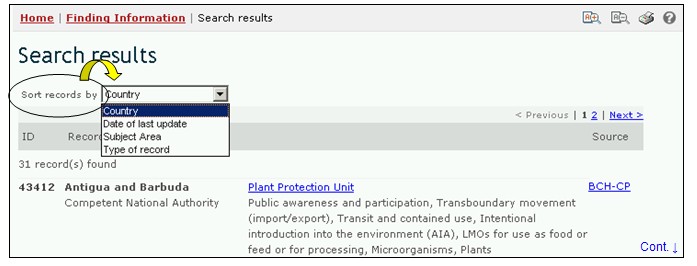 Home | Finding Information | Search results
Search results
Sort records by Country
Country
Date of last update
Subject Area
Type of record
< Previous | 1 2 | Next >
ID Record Source
31 record(s) found
43412 Antigua and Barbuda Plant Protection Unit BCH-CP
Competent National Authority Public awareness and participation, Transboundary movement
(import/export), Transit and contained use, Intentional
introduction into the environment (AIA), LMOs for use as food or
feed or for processing, Microorganisms, Plants
Cont. ↓